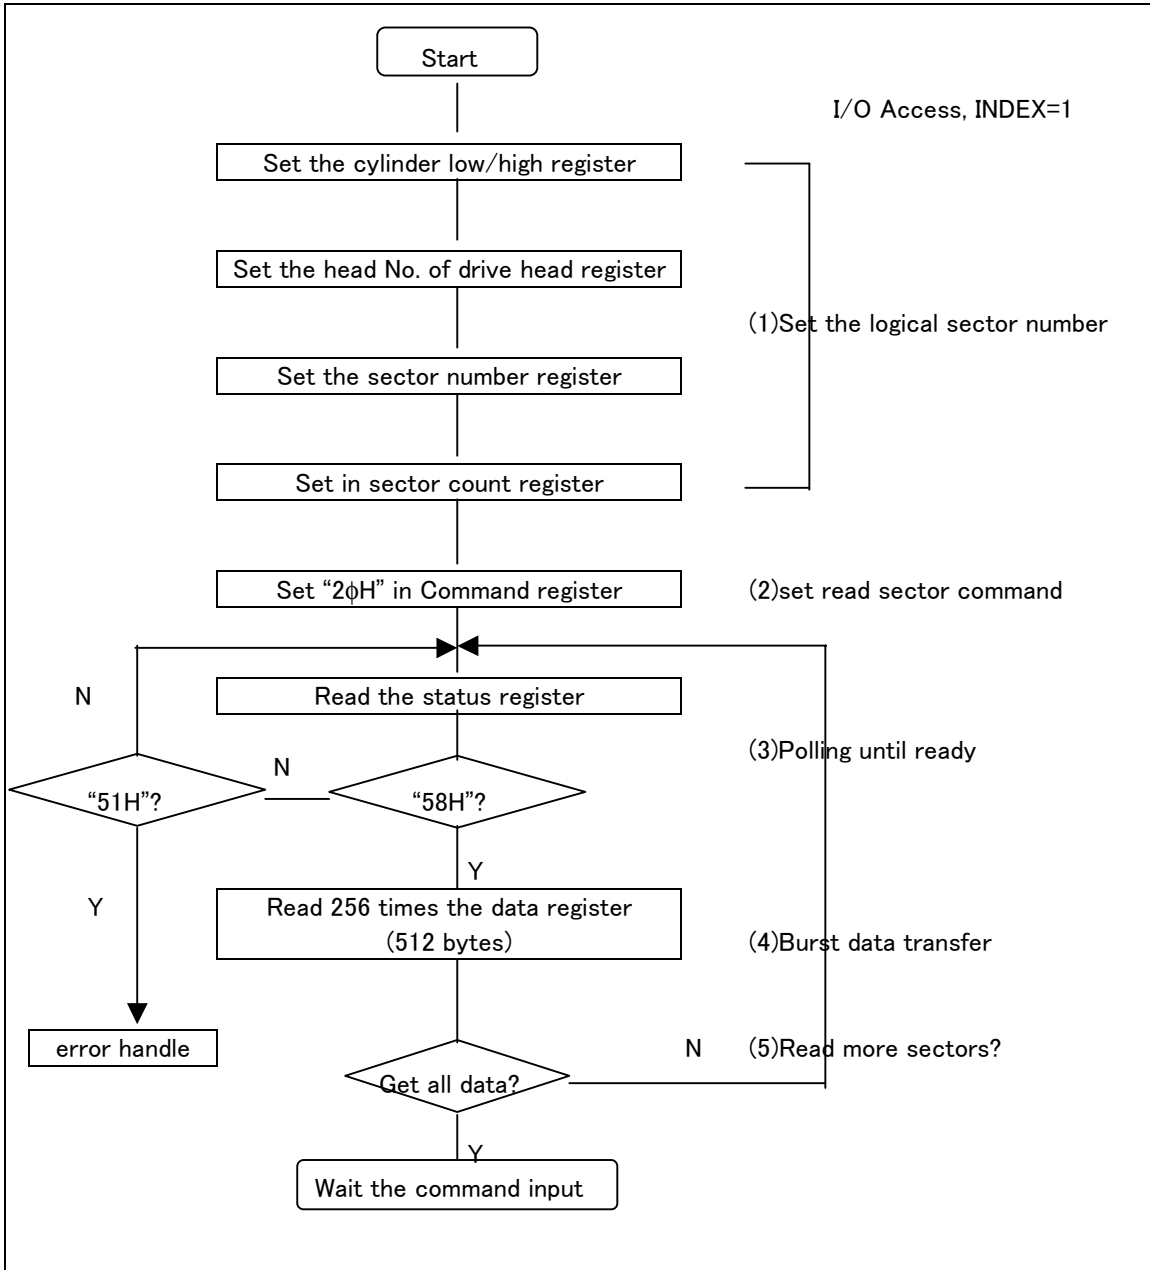 Start
I/O Access, INDEX=1
Set the cylinder low/high register
Set the head No. of drive head register
(1)Set the logical sector number
Set the sector number register
Set in sector count register
Set “2ϕH” in Command register
(2)set read sector command
N
Read the status register
(3)Polling until ready
N
“51H”?
“58H”?
Y
Y
Read 256 times the data register
(512 bytes)
(4)Burst data transfer
error handle
N
(5)Read more sectors?
Get all data?
Y
Wait the command input